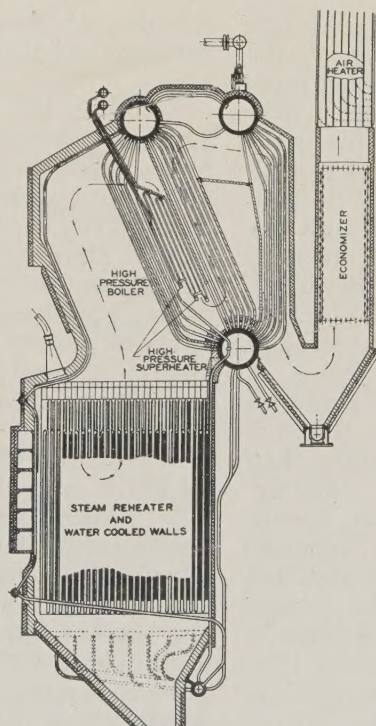 AIR
HEATER
ECONOMIZER
HIGH
PRESSURE
BOILER
HIGH-
PRESSURE
SUPERHEATER
STEAM REHEATER
AND
WATER COOLED WALLS